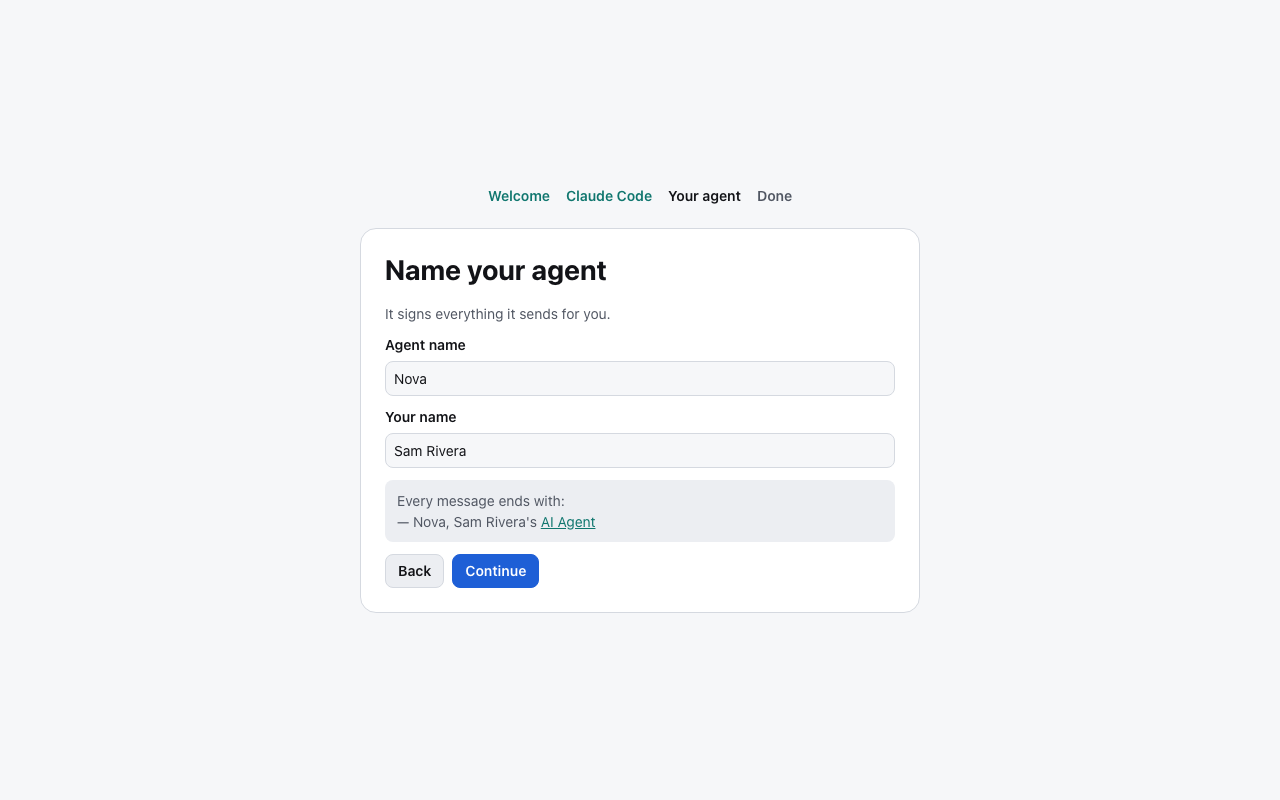 Welcome Claude Code Your agent Done
Name your agent
It signs everything it sends for you.
Agent name
Nova
Your name
Sam Rivera
Every message ends with:
— Nova, Sam Rivera's AI Agent
Back Continue